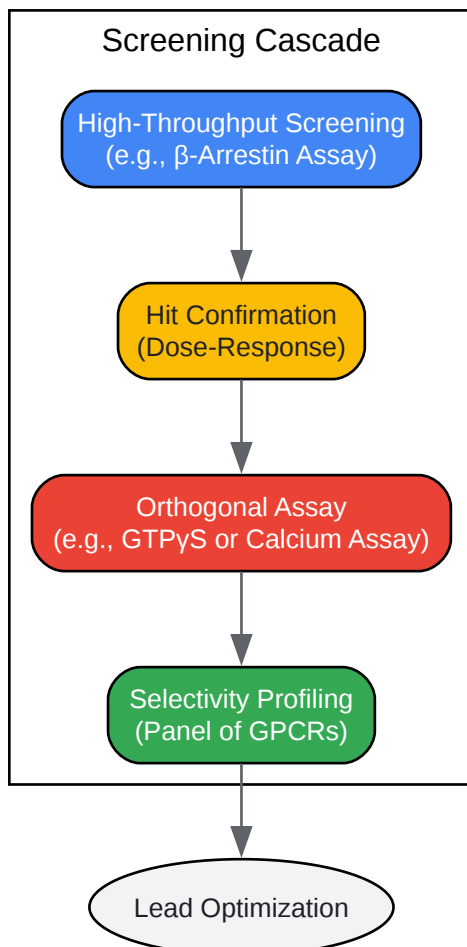 Screening Cascade
High-Throughput Screening
(e.g., β-Arrestin Assay)
Hit Confirmation
(Dose-Response)
Orthogonal Assay
(e.g., GTPγS or Calcium Assay)
Selectivity Profiling
(Panel of GPCRs)
Lead Optimization